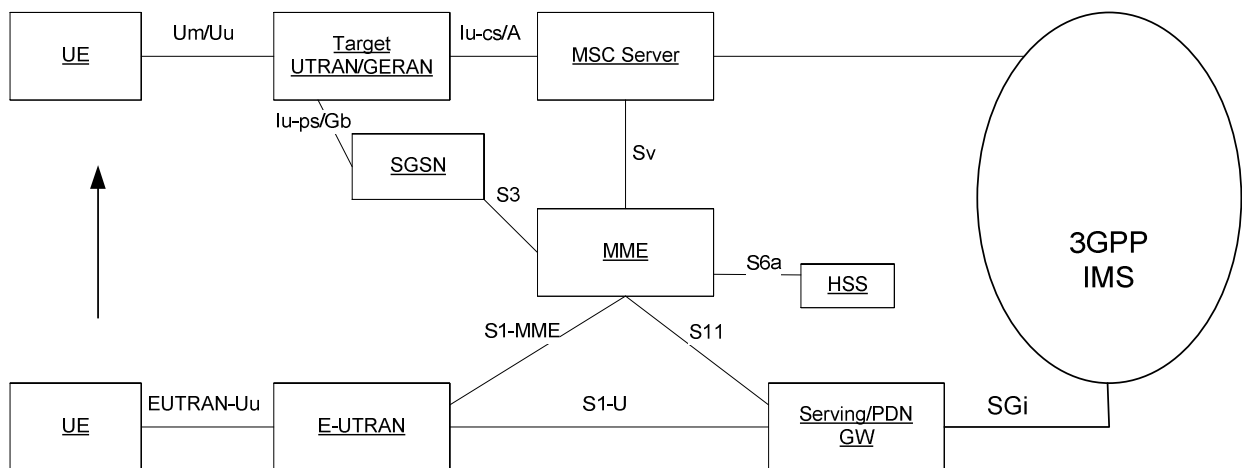 Um/Uu
Iu-cs/A
UE
Target
UTRAN/GERAN
MSC Server
Iu-ps/Gb
SGSN
Sv
S3
MME
S6a
HSS
3GPP
IMS
S1-MME
S11
EUTRAN-Uu
S1-U
SGi
UE
E-UTRAN
Serving/PDN
GW